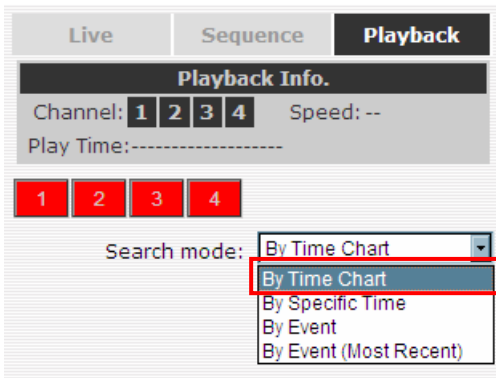 Live Sequence Playback
Playback Info.
Channel: 1 2 3 4 Speed: --
Play Time:-------------------
1 2 3 4
Search mode: By Time Chart
By Time Chart
By Specific Time
By Event
By Event (Most Recent)